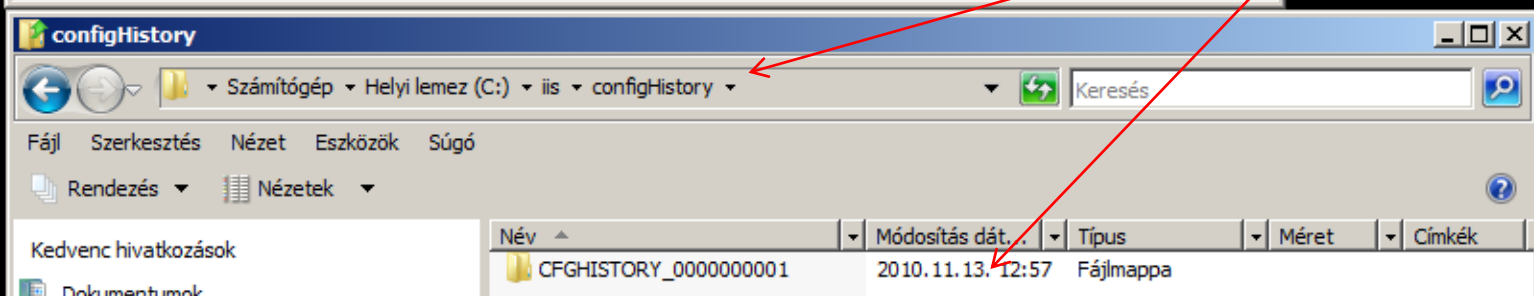 configHistory
Számítógép Helyi lemez (C:) iis configHistory
Keresés
Fájl Szerkesztés Nézet Eszközök Súgó
Rendezés Nézetek
Név Módosítás dát... Típus Méret Címkék
Kedvenc hivatkozások
CFGHISTORY_0000000001 2010.11.13. 12:57 Fájlmappa
Dokumentumok